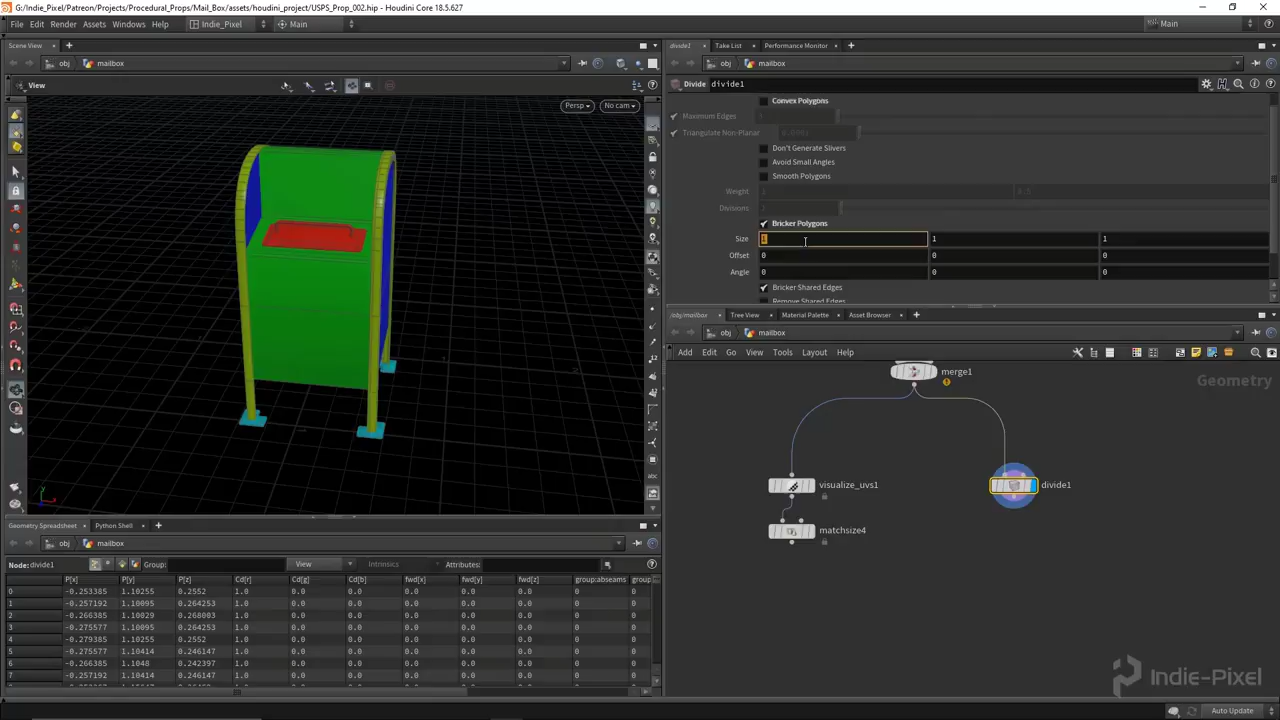 G:/Indie_Pixel/Patreon/Projects/Procedural_Props/Mail_Box/assets/houdini_project/USPS_Prop_002.hip - Houdini Core 18.5.627
File Edit Render Assets Windows Help Indie_Pixel Main Main
Scene View
obj mailbox
View
Persp No cam
divide1 Take List Performance Monitor
obj mailbox
Divide divide1
Convex Polygons
Maximum Edges
Triangulate Non-Planar
Don't Generate Slivers
Avoid Small Angles
Smooth Polygons
Weight
Divisions
Bricker Polygons
Size 1 1 1
Offset 0 0 0
Angle 0 0 0
Bricker Shared Edges
Remove Shared Edges
/obj/mailbox Tree View Material Palette Asset Browser
obj mailbox
Add Edit Go View Tools Layout Help
Geometry
merge1
visualize_uvs1
divide1
matchsize4
Geometry Spreadsheet Python Shell
obj mailbox
Node: divide1 Group: View Intrinsics Attributes:
P[x] P[y] P[z] Cd[r] Cd[g] Cd[b] fwd[x] fwd[y] fwd[z] group:abseams group
0 -0.253385 1.10255 0.2552 1.0 0.0 0.0 0.0 0.0 0.0 0 0
1 -0.257192 1.10095 0.264253 1.0 0.0 0.0 0.0 0.0 0.0 0 0
2 -0.266385 1.10029 0.268003 1.0 0.0 0.0 0.0 0.0 0.0 0 0
3 -0.275577 1.10095 0.264253 1.0 0.0 0.0 0.0 0.0 0.0 0 0
4 -0.279385 1.10255 0.2552 1.0 0.0 0.0 0.0 0.0 0.0 0 0
5 -0.275577 1.10414 0.246147 1.0 0.0 0.0 0.0 0.0 0.0 0 0
6 -0.266385 1.1048 0.242397 1.0 0.0 0.0 0.0 0.0 0.0 0 0
7 -0.257192 1.10414 0.246147 1.0 0.0 0.0 0.0 0.0 0.0 0 0
Indie-Pixel
Auto Update